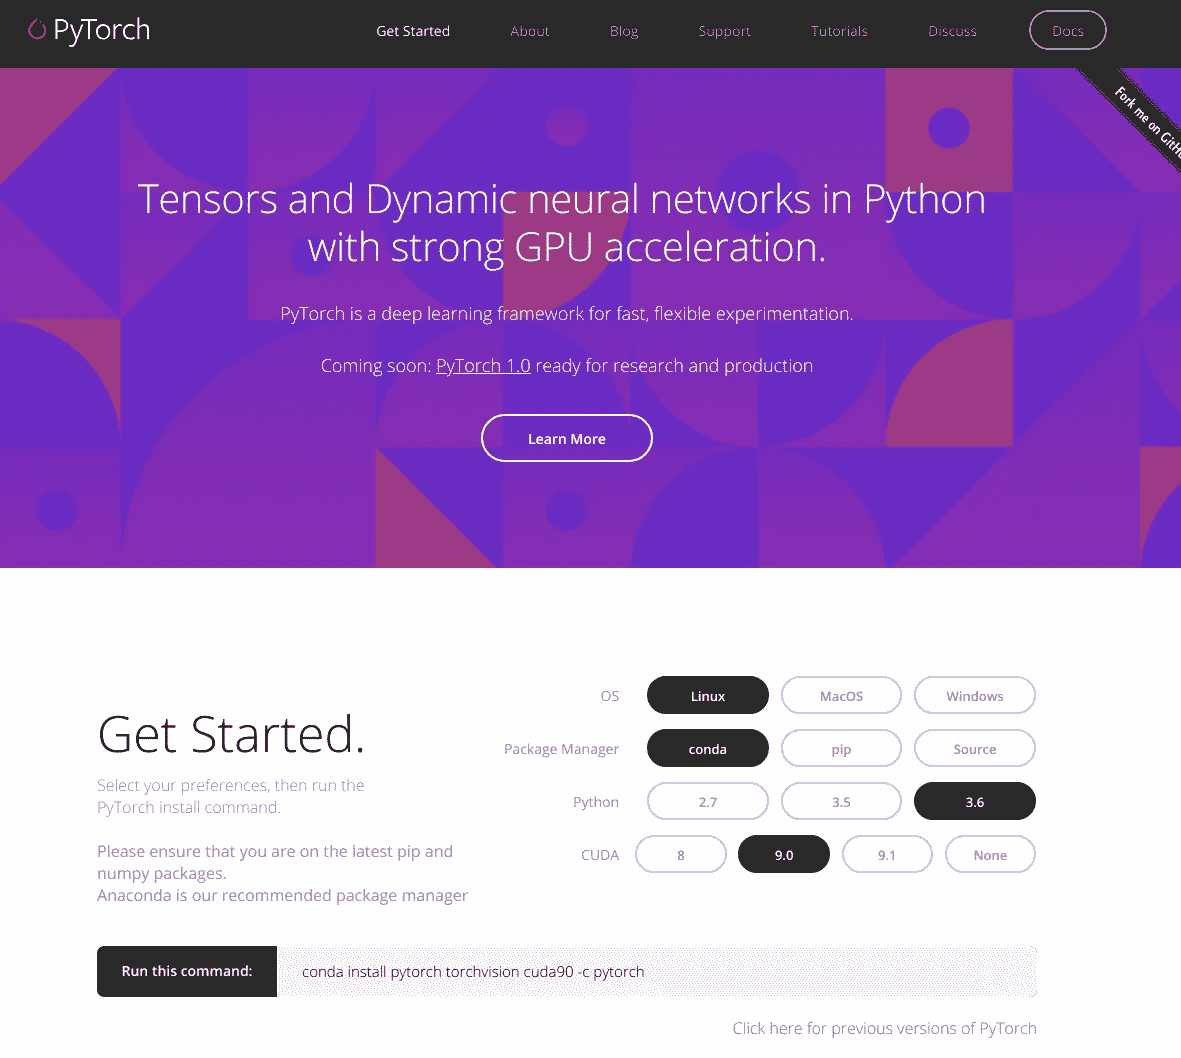 PyTorch
Get Started About Blog Support Tutorials Discuss Docs
Fork me on GitH
Tensors and Dynamic neural networks in Python
with strong GPU acceleration.
PyTorch is a deep learning framework for fast, flexible experimentation.
Coming soon: PyTorch 1.0 ready for research and production
Learn More
Get Started.
Select your preferences, then run the
PyTorch install command.
Please ensure that you are on the latest pip and
numpy packages.
Anaconda is our recommended package manager
OS Linux MacOS Windows
Package Manager conda pip Source
Python 2.7 3.5 3.6
CUDA 8 9.0 9.1 None
Run this command: conda install pytorch torchvision cuda90 -c pytorch
Click here for previous versions of PyTorch